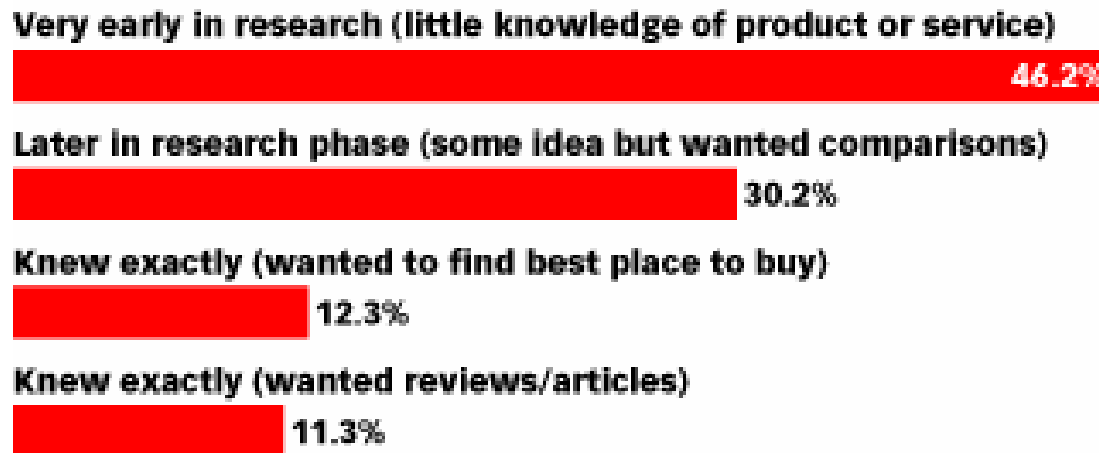 Very early in research (little knowledge of product or service)
46.2%
Later in research phase (some idea but wanted comparisons)
30.2%
Knew exactly (wanted to find best place to buy)
12.3%
Knew exactly (wanted reviews/articles)
11.3%